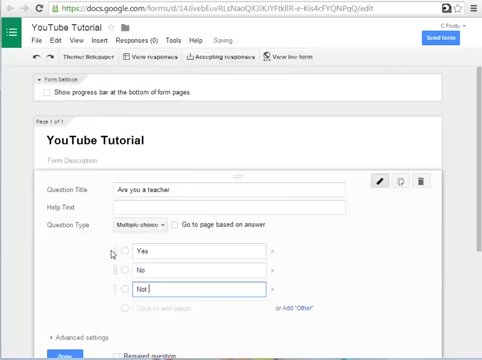 https://docs.google.com/forms/d/
/edit
YouTube Tutorial
C Frudu
File Edit View Insert Responses (0) Tools Help Saving...
Send form
Theme: Notepaper View responses Accepting responses View live form
Form Settings
Show progress bar at the bottom of form pages
Page 1 of 1
YouTube Tutorial
Form Description
Question Title Are you a teacher
Help Text
Question Type Multiple choice Go to page based on answer
Yes
No
Not
Click to add option or Add "Other"
Advanced settings
Done Required question